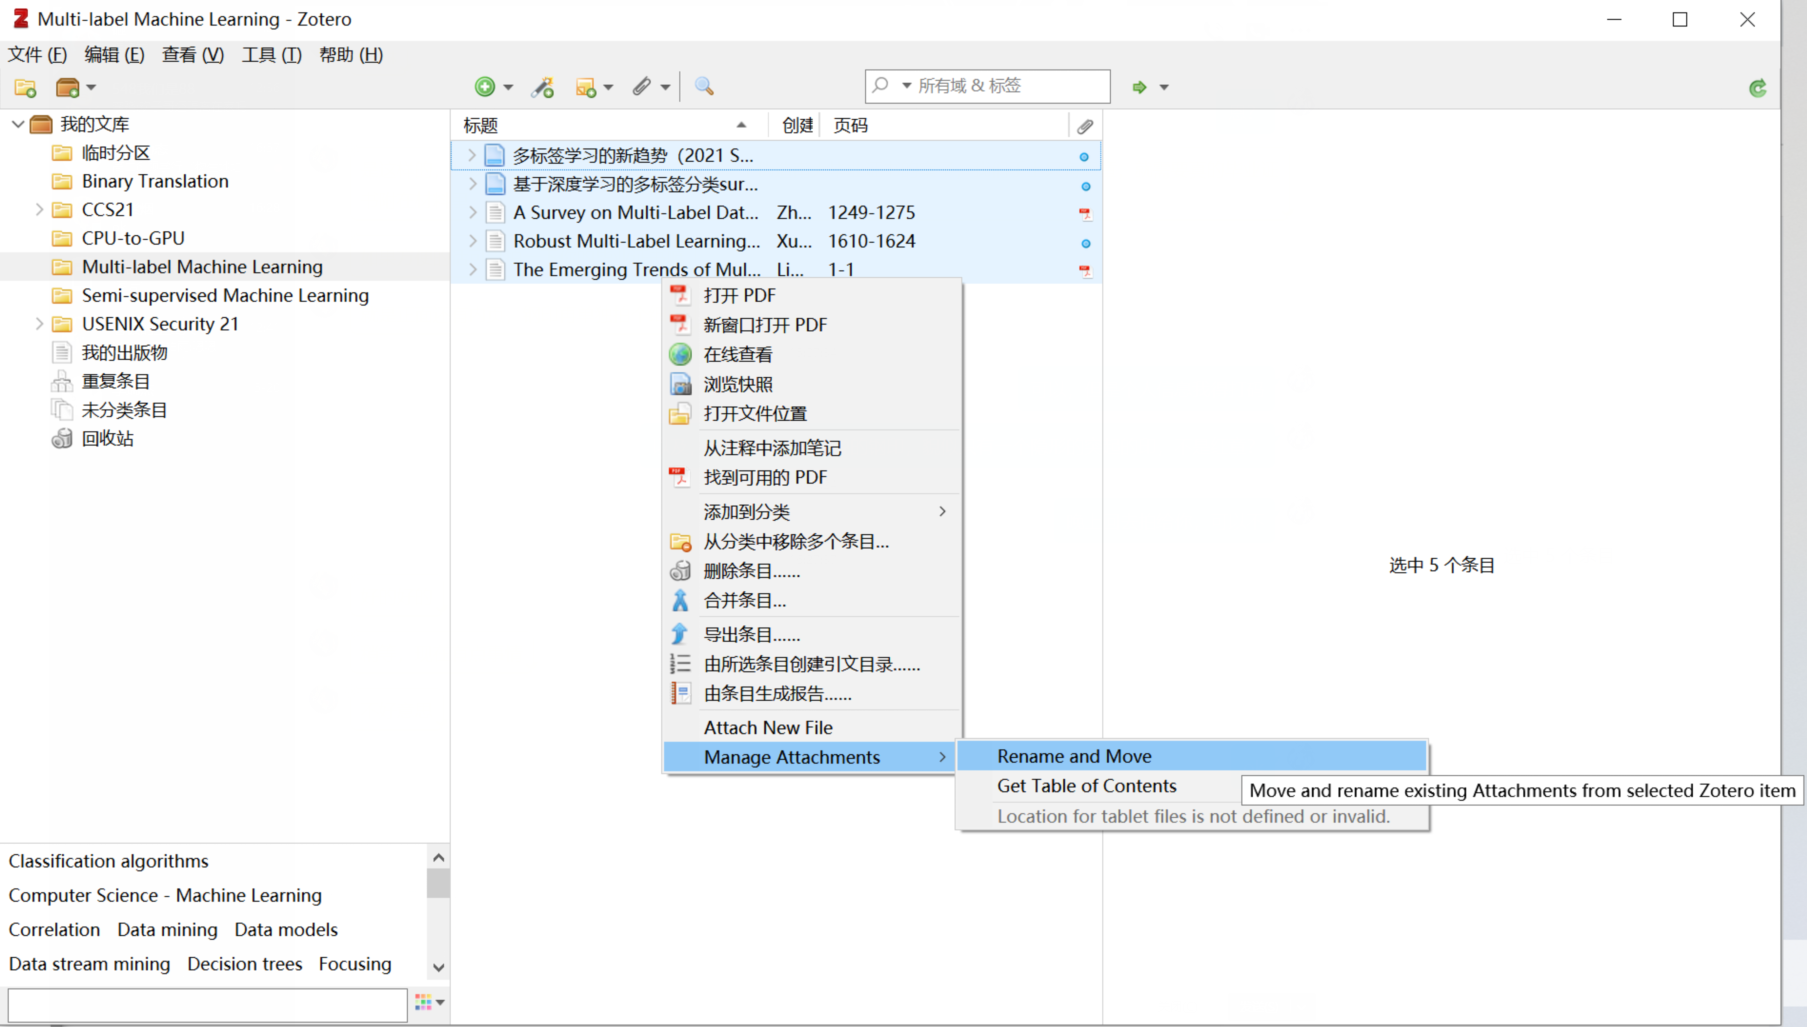 Multi-label Machine Learning - Zotero
文件 (F) 编辑 (E) 查看 (V) 工具 (T) 帮助 (H)
所有域 & 标签
我的文库
临时分区
Binary Translation
CCS21
CPU-to-GPU
Multi-label Machine Learning
Semi-supervised Machine Learning
USENIX Security 21
我的出版物
重复条目
未分类条目
回收站
标题 创建 页码
多标签学习的新趋势（2021 S...
基于深度学习的多标签分类sur...
A Survey on Multi-Label Dat... Zh... 1249-1275
Robust Multi-Label Learning... Xu... 1610-1624
The Emerging Trends of Mul... Li... 1-1
打开 PDF
新窗口打开 PDF
在线查看
浏览快照
打开文件位置
从注释中添加笔记
找到可用的 PDF
添加到分类
从分类中移除多个条目...
删除条目......
合并条目...
导出条目......
由所选条目创建引文目录......
由条目生成报告......
Attach New File
Manage Attachments
Rename and Move
Get Table of Contents
Location for tablet files is not defined or invalid.
Move and rename existing Attachments from selected Zotero item
选中 5 个条目
Classification algorithms
Computer Science - Machine Learning
Correlation Data mining Data models
Data stream mining Decision trees Focusing